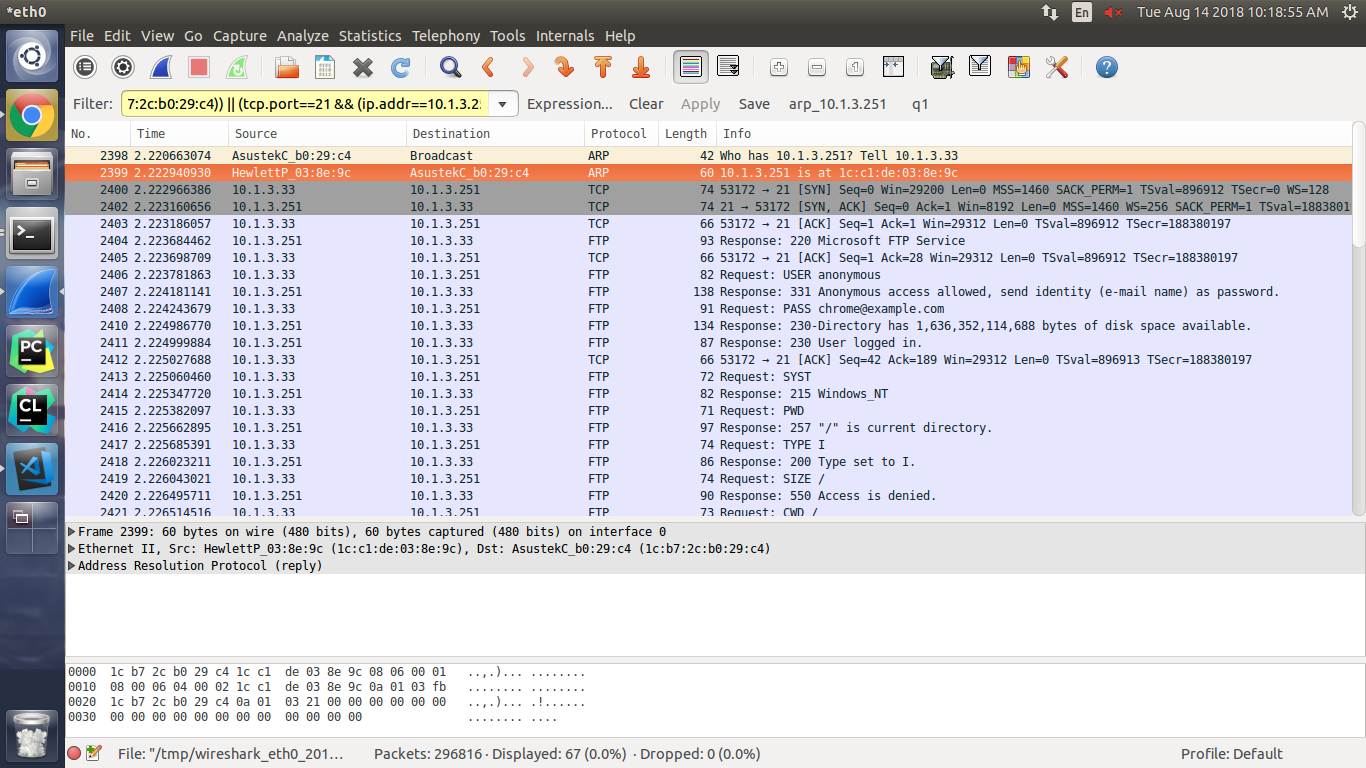 *eth0 En Tue Aug 14 2018 10:18:55 AM
File Edit View Go Capture Analyze Statistics Telephony Tools Internals Help
Filter: 7:2c:b0:29:c4)) || (tcp.port==21 && (ip.addr==10.1.3.2 Expression... Clear Apply Save arp_10.1.3.251 q1
No. Time Source Destination Protocol Length Info
2398 2.220663074 AsustekC_b0:29:c4 Broadcast ARP 42 Who has 10.1.3.251? Tell 10.1.3.33
2399 2.222940930 HewlettP_03:8e:9c AsustekC_b0:29:c4 ARP 60 10.1.3.251 is at 1c:c1:de:03:8e:9c
2400 2.222966386 10.1.3.33 10.1.3.251 TCP 74 53172 → 21 [SYN] Seq=0 Win=29200 Len=0 MSS=1460 SACK_PERM=1 TSval=896912 TSecr=0 WS=128
2402 2.223160656 10.1.3.251 10.1.3.33 TCP 74 21 → 53172 [SYN, ACK] Seq=0 Ack=1 Win=8192 Len=0 MSS=1460 WS=256 SACK_PERM=1 TSval=1883801
2403 2.223186057 10.1.3.33 10.1.3.251 TCP 66 53172 → 21 [ACK] Seq=1 Ack=1 Win=29312 Len=0 TSval=896912 TSecr=188380197
2404 2.223684462 10.1.3.251 10.1.3.33 FTP 93 Response: 220 Microsoft FTP Service
2405 2.223698709 10.1.3.33 10.1.3.251 TCP 66 53172 → 21 [ACK] Seq=1 Ack=28 Win=29312 Len=0 TSval=896912 TSecr=188380197
2406 2.223781863 10.1.3.33 10.1.3.251 FTP 82 Request: USER anonymous
2407 2.224181141 10.1.3.251 10.1.3.33 FTP 138 Response: 331 Anonymous access allowed, send identity (e-mail name) as password.
2408 2.224243679 10.1.3.33 10.1.3.251 FTP 91 Request: PASS chrome@example.com
2410 2.224986770 10.1.3.251 10.1.3.33 FTP 134 Response: 230-Directory has 1,636,352,114,688 bytes of disk space available.
2411 2.224999884 10.1.3.251 10.1.3.33 FTP 87 Response: 230 User logged in.
2412 2.225027688 10.1.3.33 10.1.3.251 TCP 66 53172 → 21 [ACK] Seq=42 Ack=189 Win=29312 Len=0 TSval=896913 TSecr=188380197
2413 2.225060460 10.1.3.33 10.1.3.251 FTP 72 Request: SYST
2414 2.225347720 10.1.3.251 10.1.3.33 FTP 82 Response: 215 Windows_NT
2415 2.225382097 10.1.3.33 10.1.3.251 FTP 71 Request: PWD
2416 2.225662895 10.1.3.251 10.1.3.33 FTP 97 Response: 257 "/" is current directory.
2417 2.225685391 10.1.3.33 10.1.3.251 FTP 74 Request: TYPE I
2418 2.226023211 10.1.3.251 10.1.3.33 FTP 86 Response: 200 Type set to I.
2419 2.226043021 10.1.3.33 10.1.3.251 FTP 74 Request: SIZE /
2420 2.226495711 10.1.3.251 10.1.3.33 FTP 90 Response: 550 Access is denied.
2421 2.226514516 10.1.3.33 10.1.3.251 FTP 73 Request: CWD /
Frame 2399: 60 bytes on wire (480 bits), 60 bytes captured (480 bits) on interface 0
Ethernet II, Src: HewlettP_03:8e:9c (1c:c1:de:03:8e:9c), Dst: AsustekC_b0:29:c4 (1c:b7:2c:b0:29:c4)
Address Resolution Protocol (reply)
PC
CL
0000 1c b7 2c b0 29 c4 1c c1 de 03 8e 9c 08 06 00 01 ..,.)... ........
0010 08 00 06 04 00 02 1c c1 de 03 8e 9c 0a 01 03 fb ........ ........
0020 1c b7 2c b0 29 c4 0a 01 03 21 00 00 00 00 00 00 ..,.)... .!......
0030 00 00 00 00 00 00 00 00 00 00 00 00 ........ ....
File: "/tmp/wireshark_eth0_201... Packets: 296816 · Displayed: 67 (0.0%) · Dropped: 0 (0.0%) Profile: Default